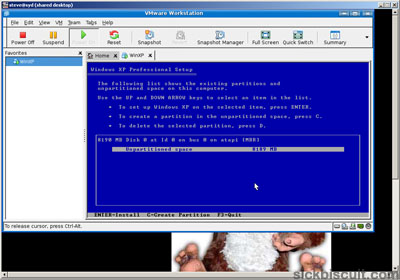 steve@syd (shared desktop)
VMware Workstation
File Edit View VM Team Tabs Help
Power Off Suspend Reset Snapshot Revert Snapshot Manager Full Screen Quick Switch Summary
Favorites
WinXP
Home WinXP
Windows XP Professional Setup
The following list shows the existing partitions and
unpartitioned space on this computer.
Use the UP and DOWN ARROW keys to select an item in the list.
• To set up Windows XP on the selected item, press ENTER.
• To create a partition in the unpartitioned space, press C.
• To delete the selected partition, press D.
8190 MB Disk 0 at Id 0 on bus 0 on atapi [MBR]
Unpartitioned space 8189 MB
ENTER=Install C=Create Partition F3=Quit
To release cursor, press Ctrl-Alt.
sickbiscuit.com